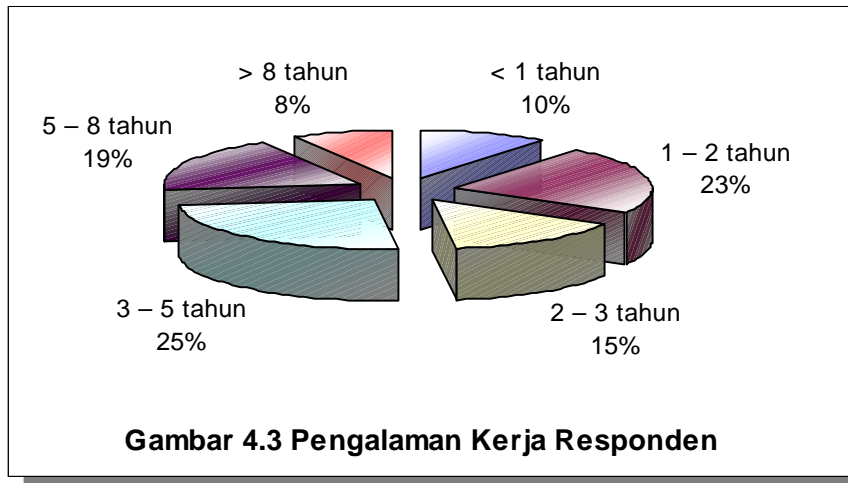 > 8 tahun
8%
< 1 tahun
10%
5 – 8 tahun
19%
1 – 2 tahun
23%
3 – 5 tahun
25%
2 – 3 tahun
15%
Gambar 4.3 Pengalaman Kerja Responden